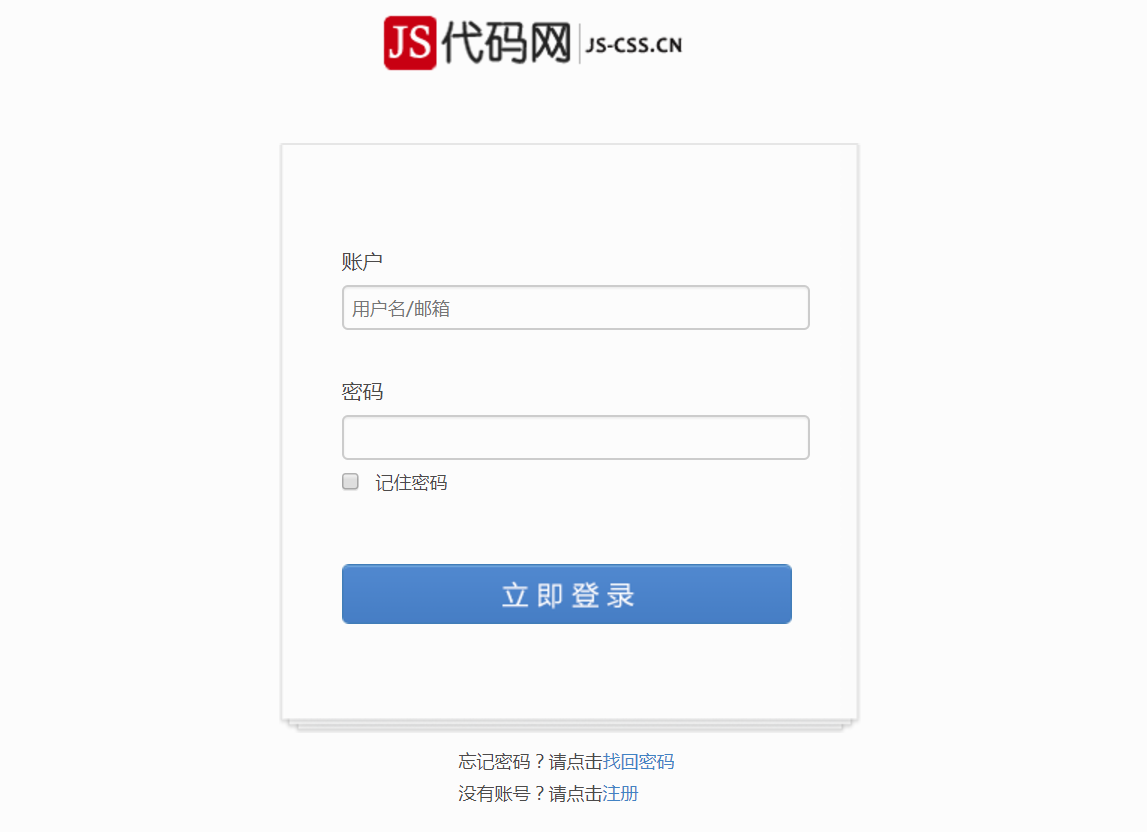 JS代码网 JS-CSS.CN
账户
用户名/邮箱
密码
记住密码
立即登录
忘记密码？请点击找回密码
没有账号？请点击注册